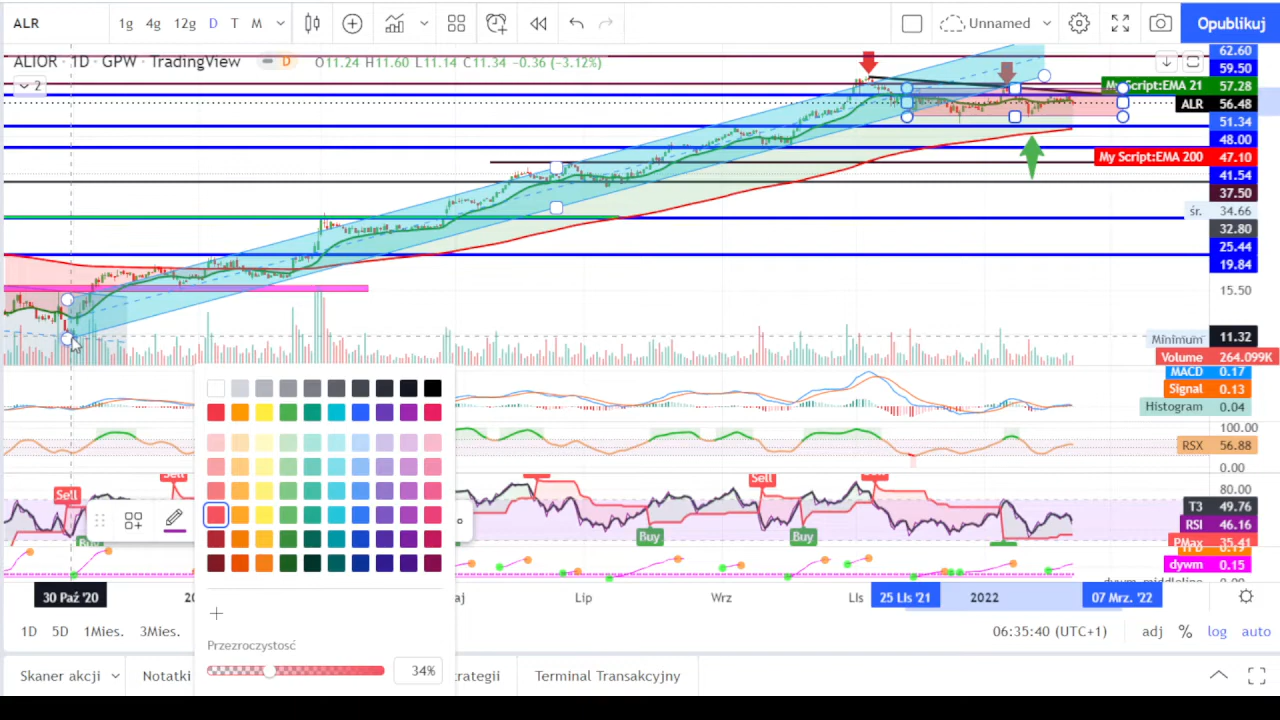 ALR 1g 4g 12g D T M Unnamed Opublikuj
ALIOR · 1D · GPW · TradingView D O11.24 H11.60 L11.14 C11.34 −0.36 (−3.12%)
2
62.60
59.50
My Script:EMA 21 57.28
ALR 56.48
51.34
48.00
My Script:EMA 200 47.10
41.54
37.50
śr. 34.66
32.80
25.44
19.84
15.50
11.32
Minimum
Volume 264.099K
MACD 0.17
Signal 0.13
Histogram 0.04
100.00
RSX 56.88
0.00
Sell Sell
80.00
Sell
T3 49.76
RSI 46.16
Buy Buy
PMax 35.41
dywm 0.15
30 Paź '20 Lip Wrz Lis 25 Lis '21 2022 07 Mrz. '22
1D 5D 1Mies. 3Mies. 06:35:40 (UTC+1) adj % log auto
Przezroczystość
34%
Skaner akcji Notatki Terminal Transakcyjny